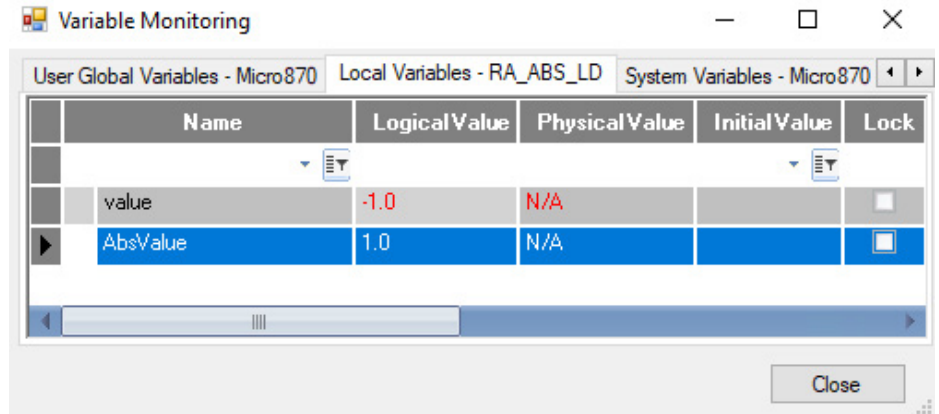 Variable Monitoring
User Global Variables - Micro870 Local Variables - RA_ABS_LD System Variables - Micro870
Name Logical Value Physical Value Initial Value Lock
value -1.0 N/A
AbsValue 1.0 N/A
Close